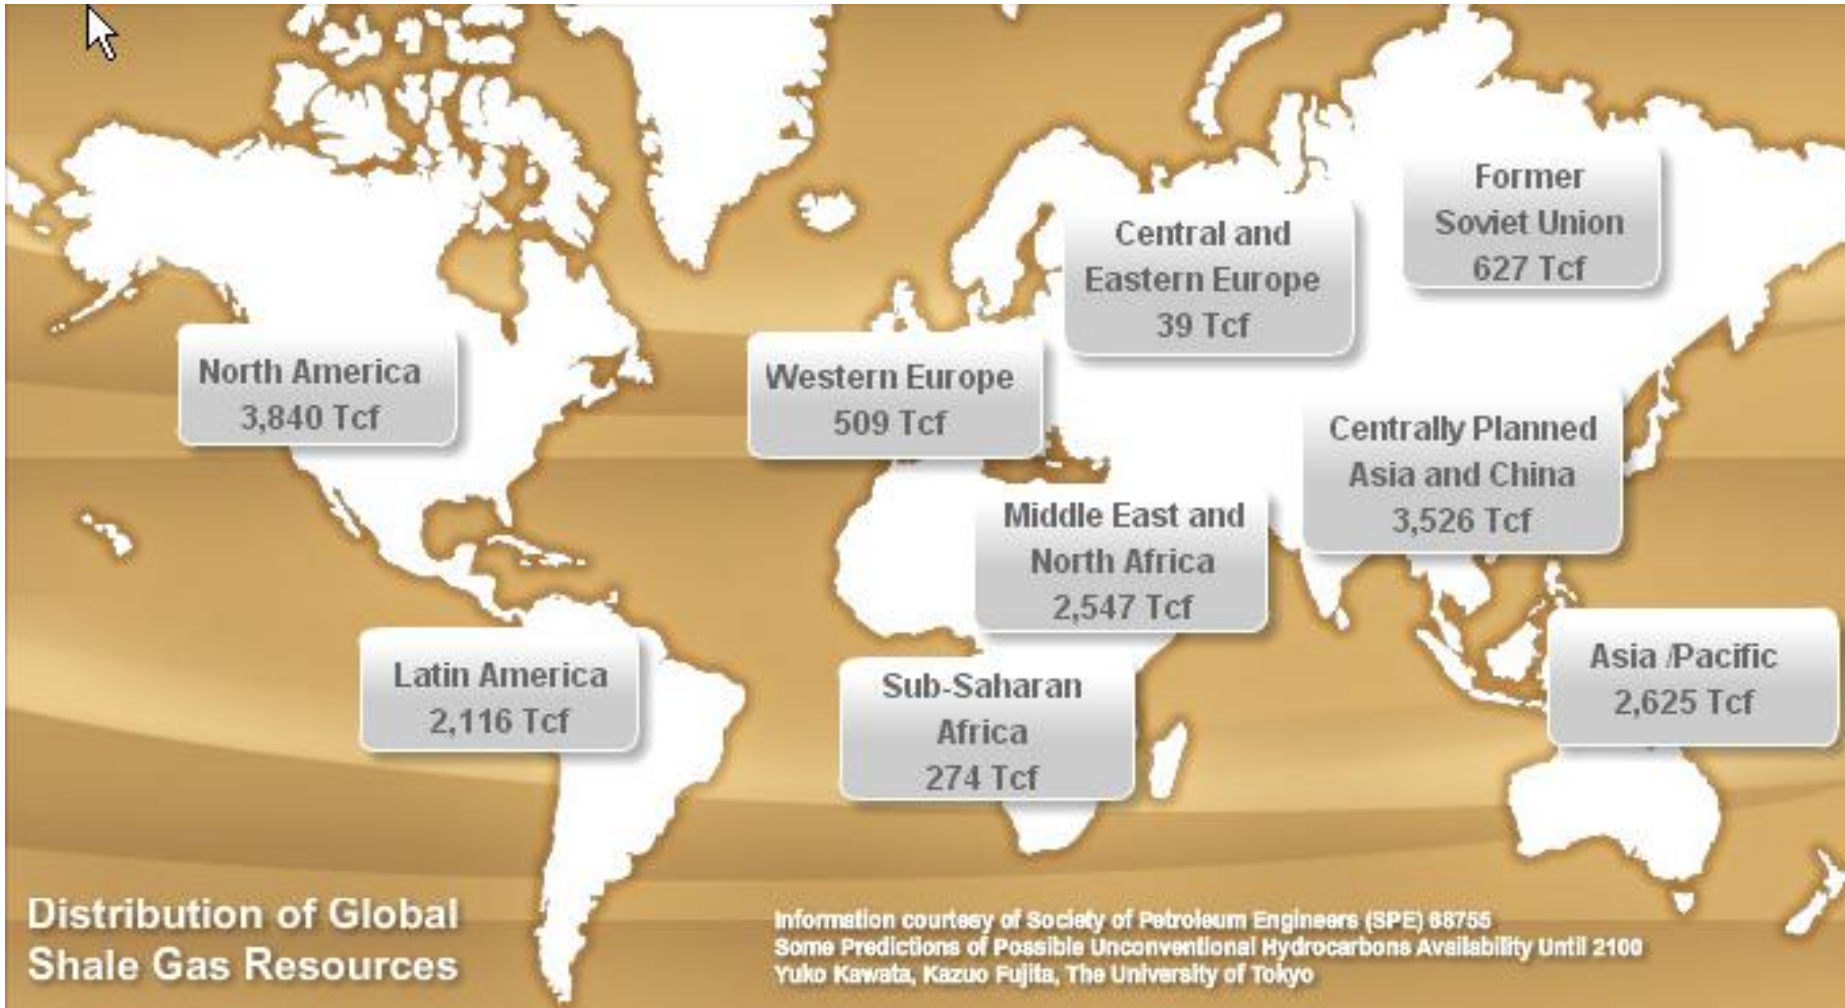 Former
Soviet Union
627 Tcf
Central and
Eastern Europe
39 Tcf
North America
3,840 Tcf
Western Europe
509 Tcf
Centrally Planned
Asia and China
3,526 Tcf
Middle East and
North Africa
2,547 Tcf
Latin America
2,116 Tcf
Sub-Saharan
Africa
274 Tcf
Asia /Pacific
2,625 Tcf
Distribution of Global
Shale Gas Resources
Information courtesy of Society of Petroleum Engineers (SPE) 68755
Some Predictions of Possible Unconventional Hydrocarbons Availability Until 2100
Yuko Kawata, Kazuo Fujita, The University of Tokyo